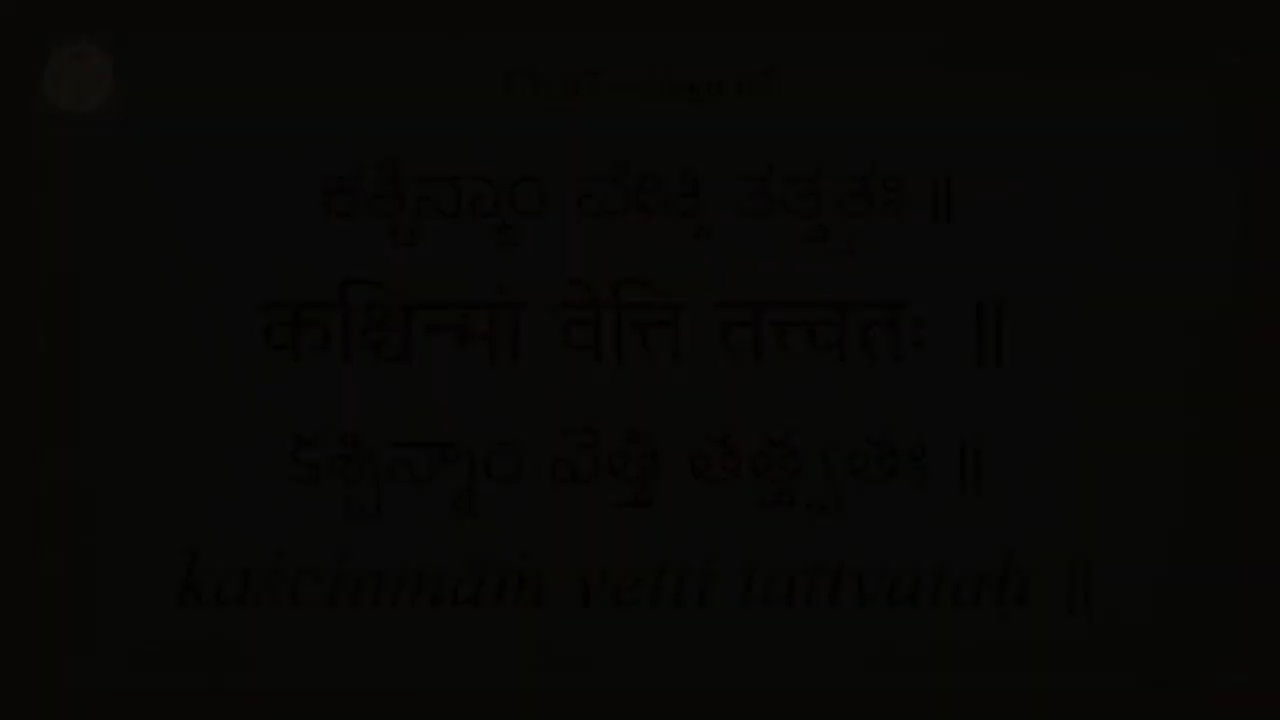 ಕಶ್ಚಿನ್ಮಾಂ ವೇತ್ತಿ ತತ್ತ್ವತಃ ॥
कश्चिन्मां वेत्ति तत्त्वतः ॥
కశ్చిన్మాం వేత్తి తత్త్వతః ॥
kaścinmāṁ vetti tattvataḥ ॥